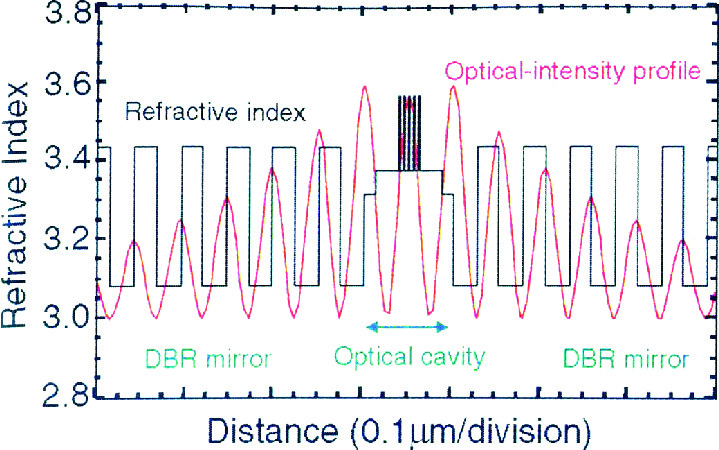 3.8
3.6
3.4
3.2
3.0
2.8
Refractive Index
Optical-intensity profile
Refractive index
DBR mirror
Optical cavity
DBR mirror
Distance (0.1μm/division)